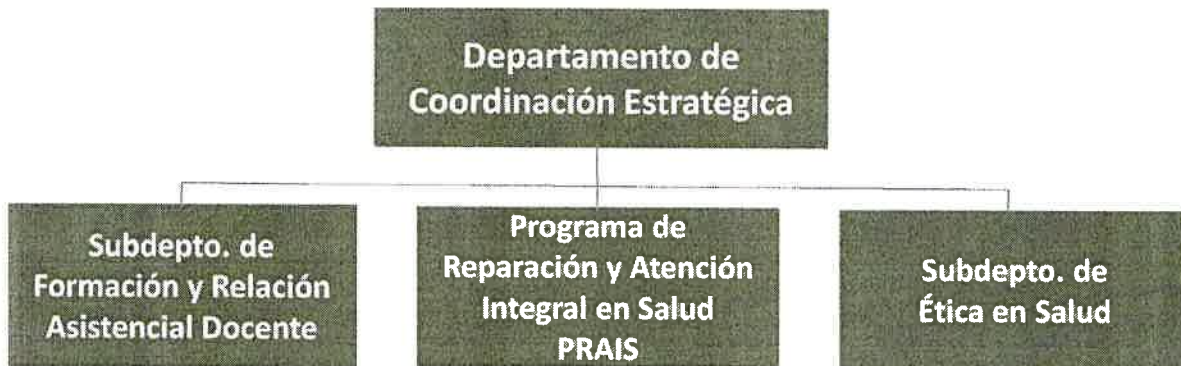 Departamento de
Coordinación Estratégica
Subdepto. de
Formación y Relación
Asistencial Docente
Programa de
Reparación y Atención
Integral en Salud
PRAIS
Subdepto. de
Ética en Salud